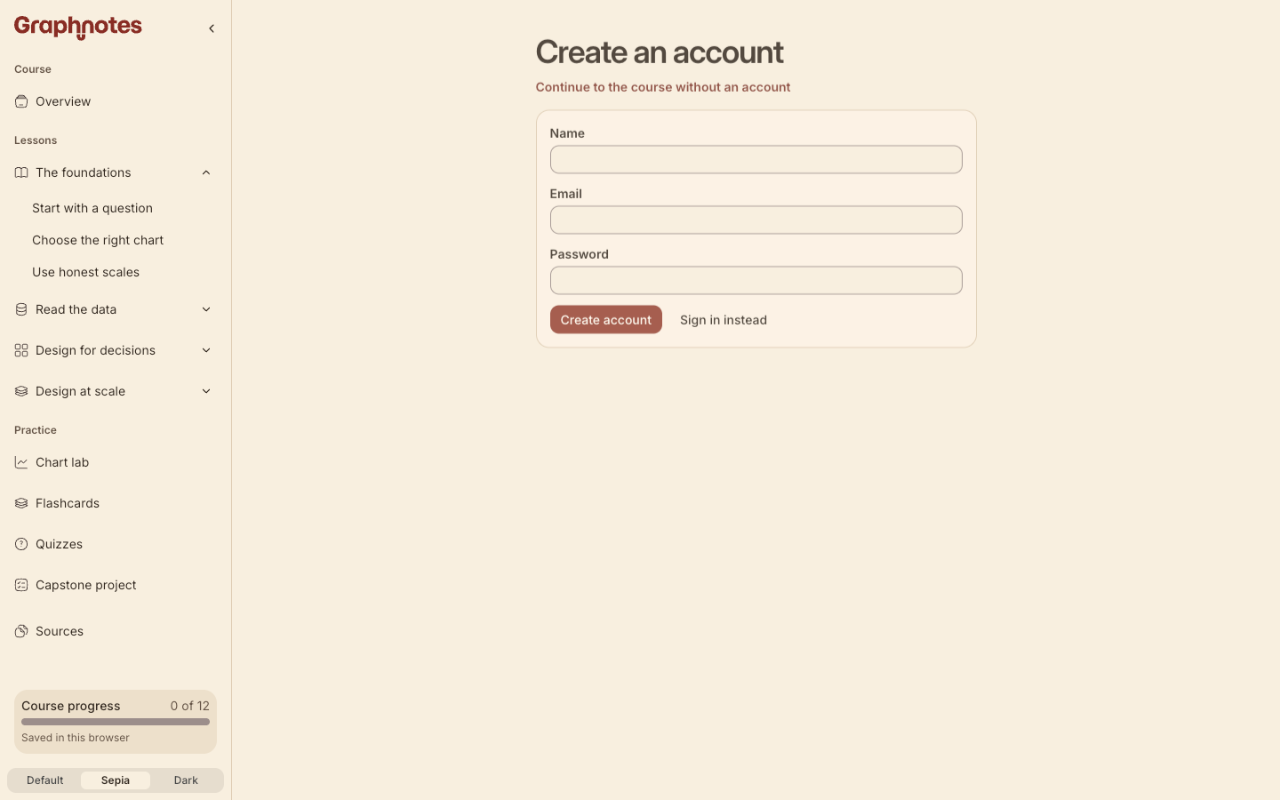 Graphnotes
Course
Overview
Lessons
The foundations
Start with a question
Choose the right chart
Use honest scales
Read the data
Design for decisions
Design at scale
Practice
Chart lab
Flashcards
Quizzes
Capstone project
Sources
Course progress 0 of 12
Saved in this browser
Default Sepia Dark
Create an account
Continue to the course without an account
Name
Email
Password
Create account Sign in instead